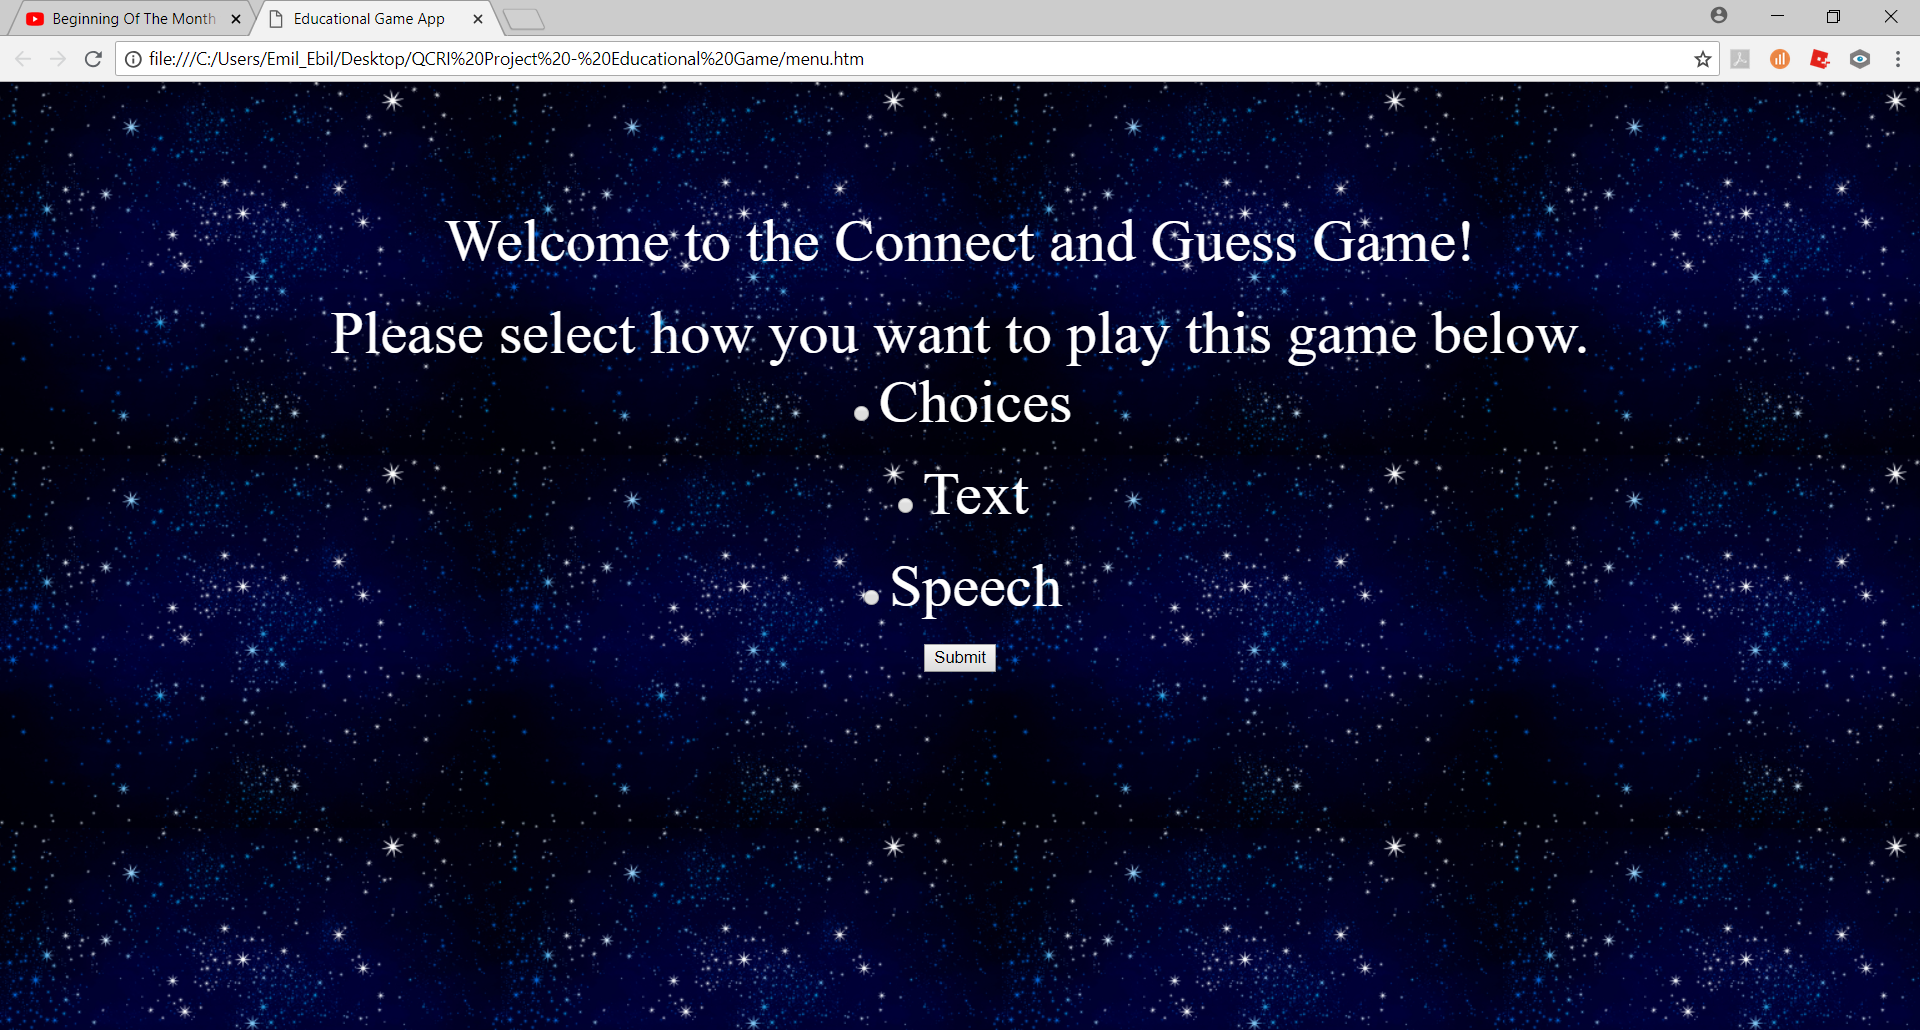 Beginning Of The Month
Educational Game App
file:///C:/Users/Emil_Ebil/Desktop/QCRI%20Project%20-%20Educational%20Game/menu.htm
Welcome to the Connect and Guess Game!
Please select how you want to play this game below.
Choices
Text
Speech
Submit